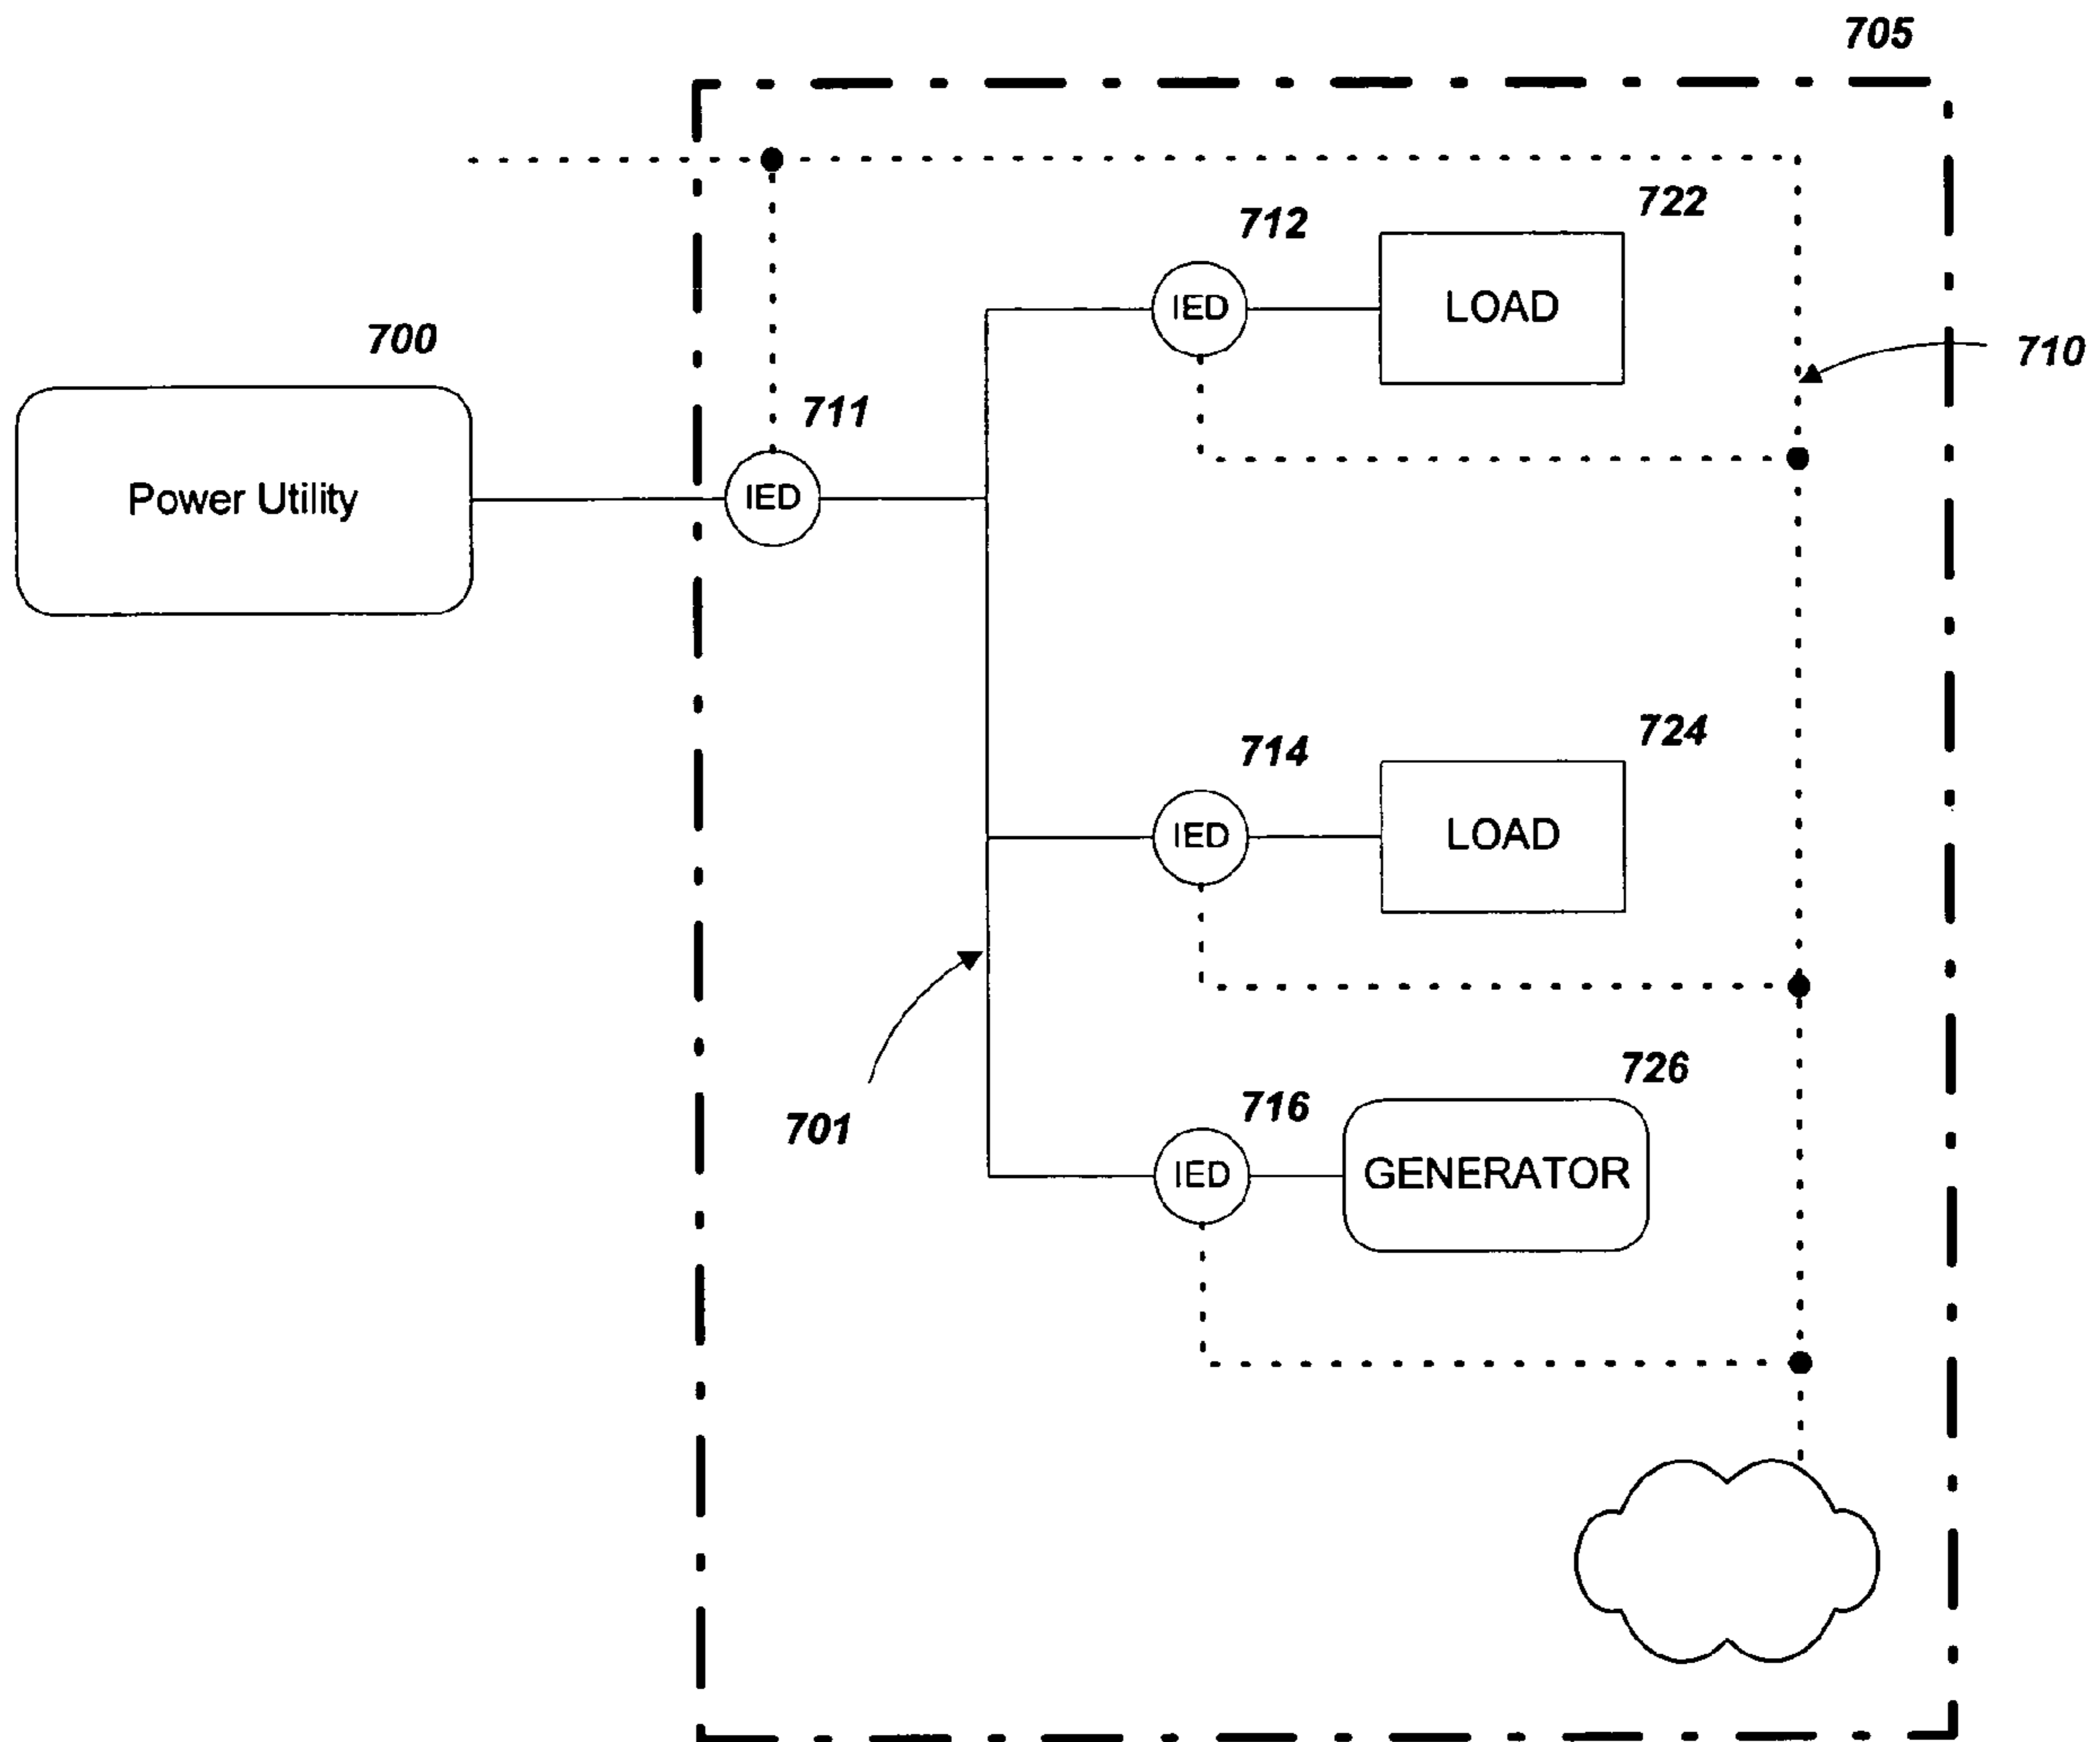 705
722
712
IED
LOAD
700
710
711
Power Utility
IED
724
714
IED
LOAD
726
716
701
IED
GENERATOR